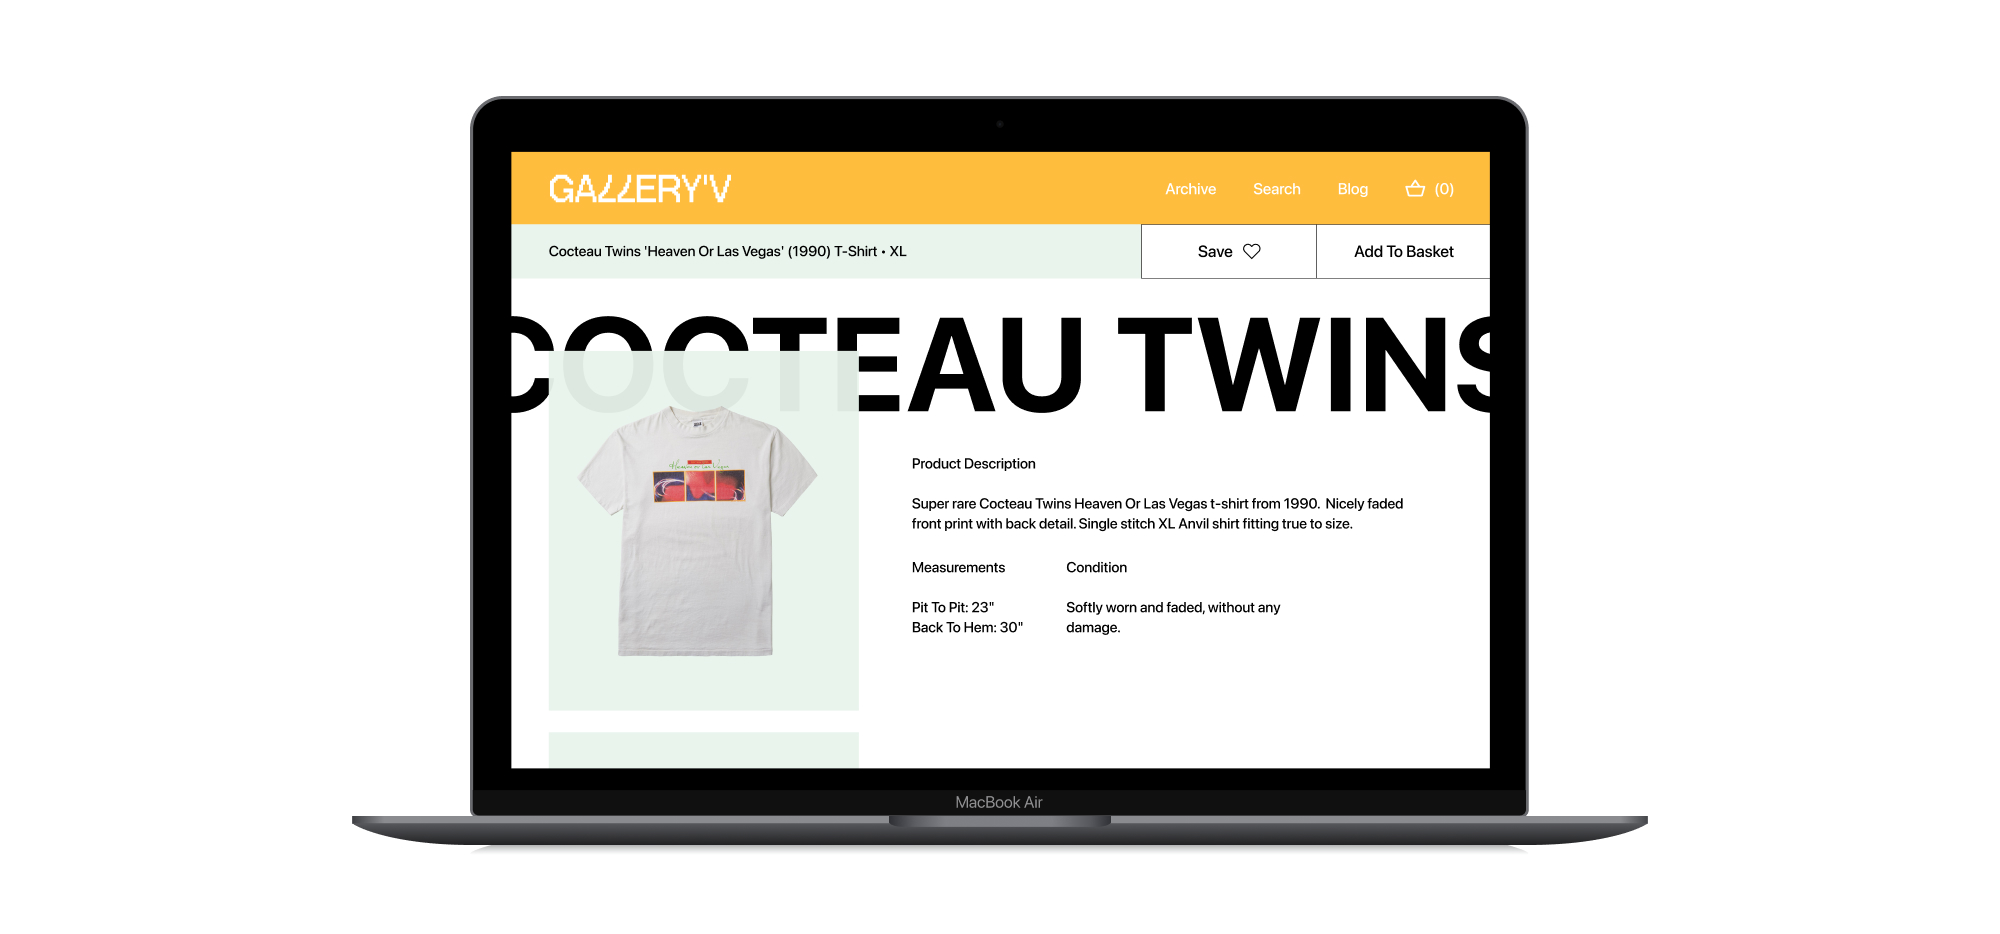 GALLERY'V
Archive Search Blog (0)
Cocteau Twins 'Heaven Or Las Vegas' (1990) T-Shirt • XL
Save
Add To Basket
COCTEAU TWINS
Heaven or Las Vegas
Product Description
Super rare Cocteau Twins Heaven Or Las Vegas t-shirt from 1990. Nicely faded
front print with back detail. Single stitch XL Anvil shirt fitting true to size.
Measurements
Pit To Pit: 23"
Back To Hem: 30"
Condition
Softly worn and faded, without any
damage.
MacBook Air